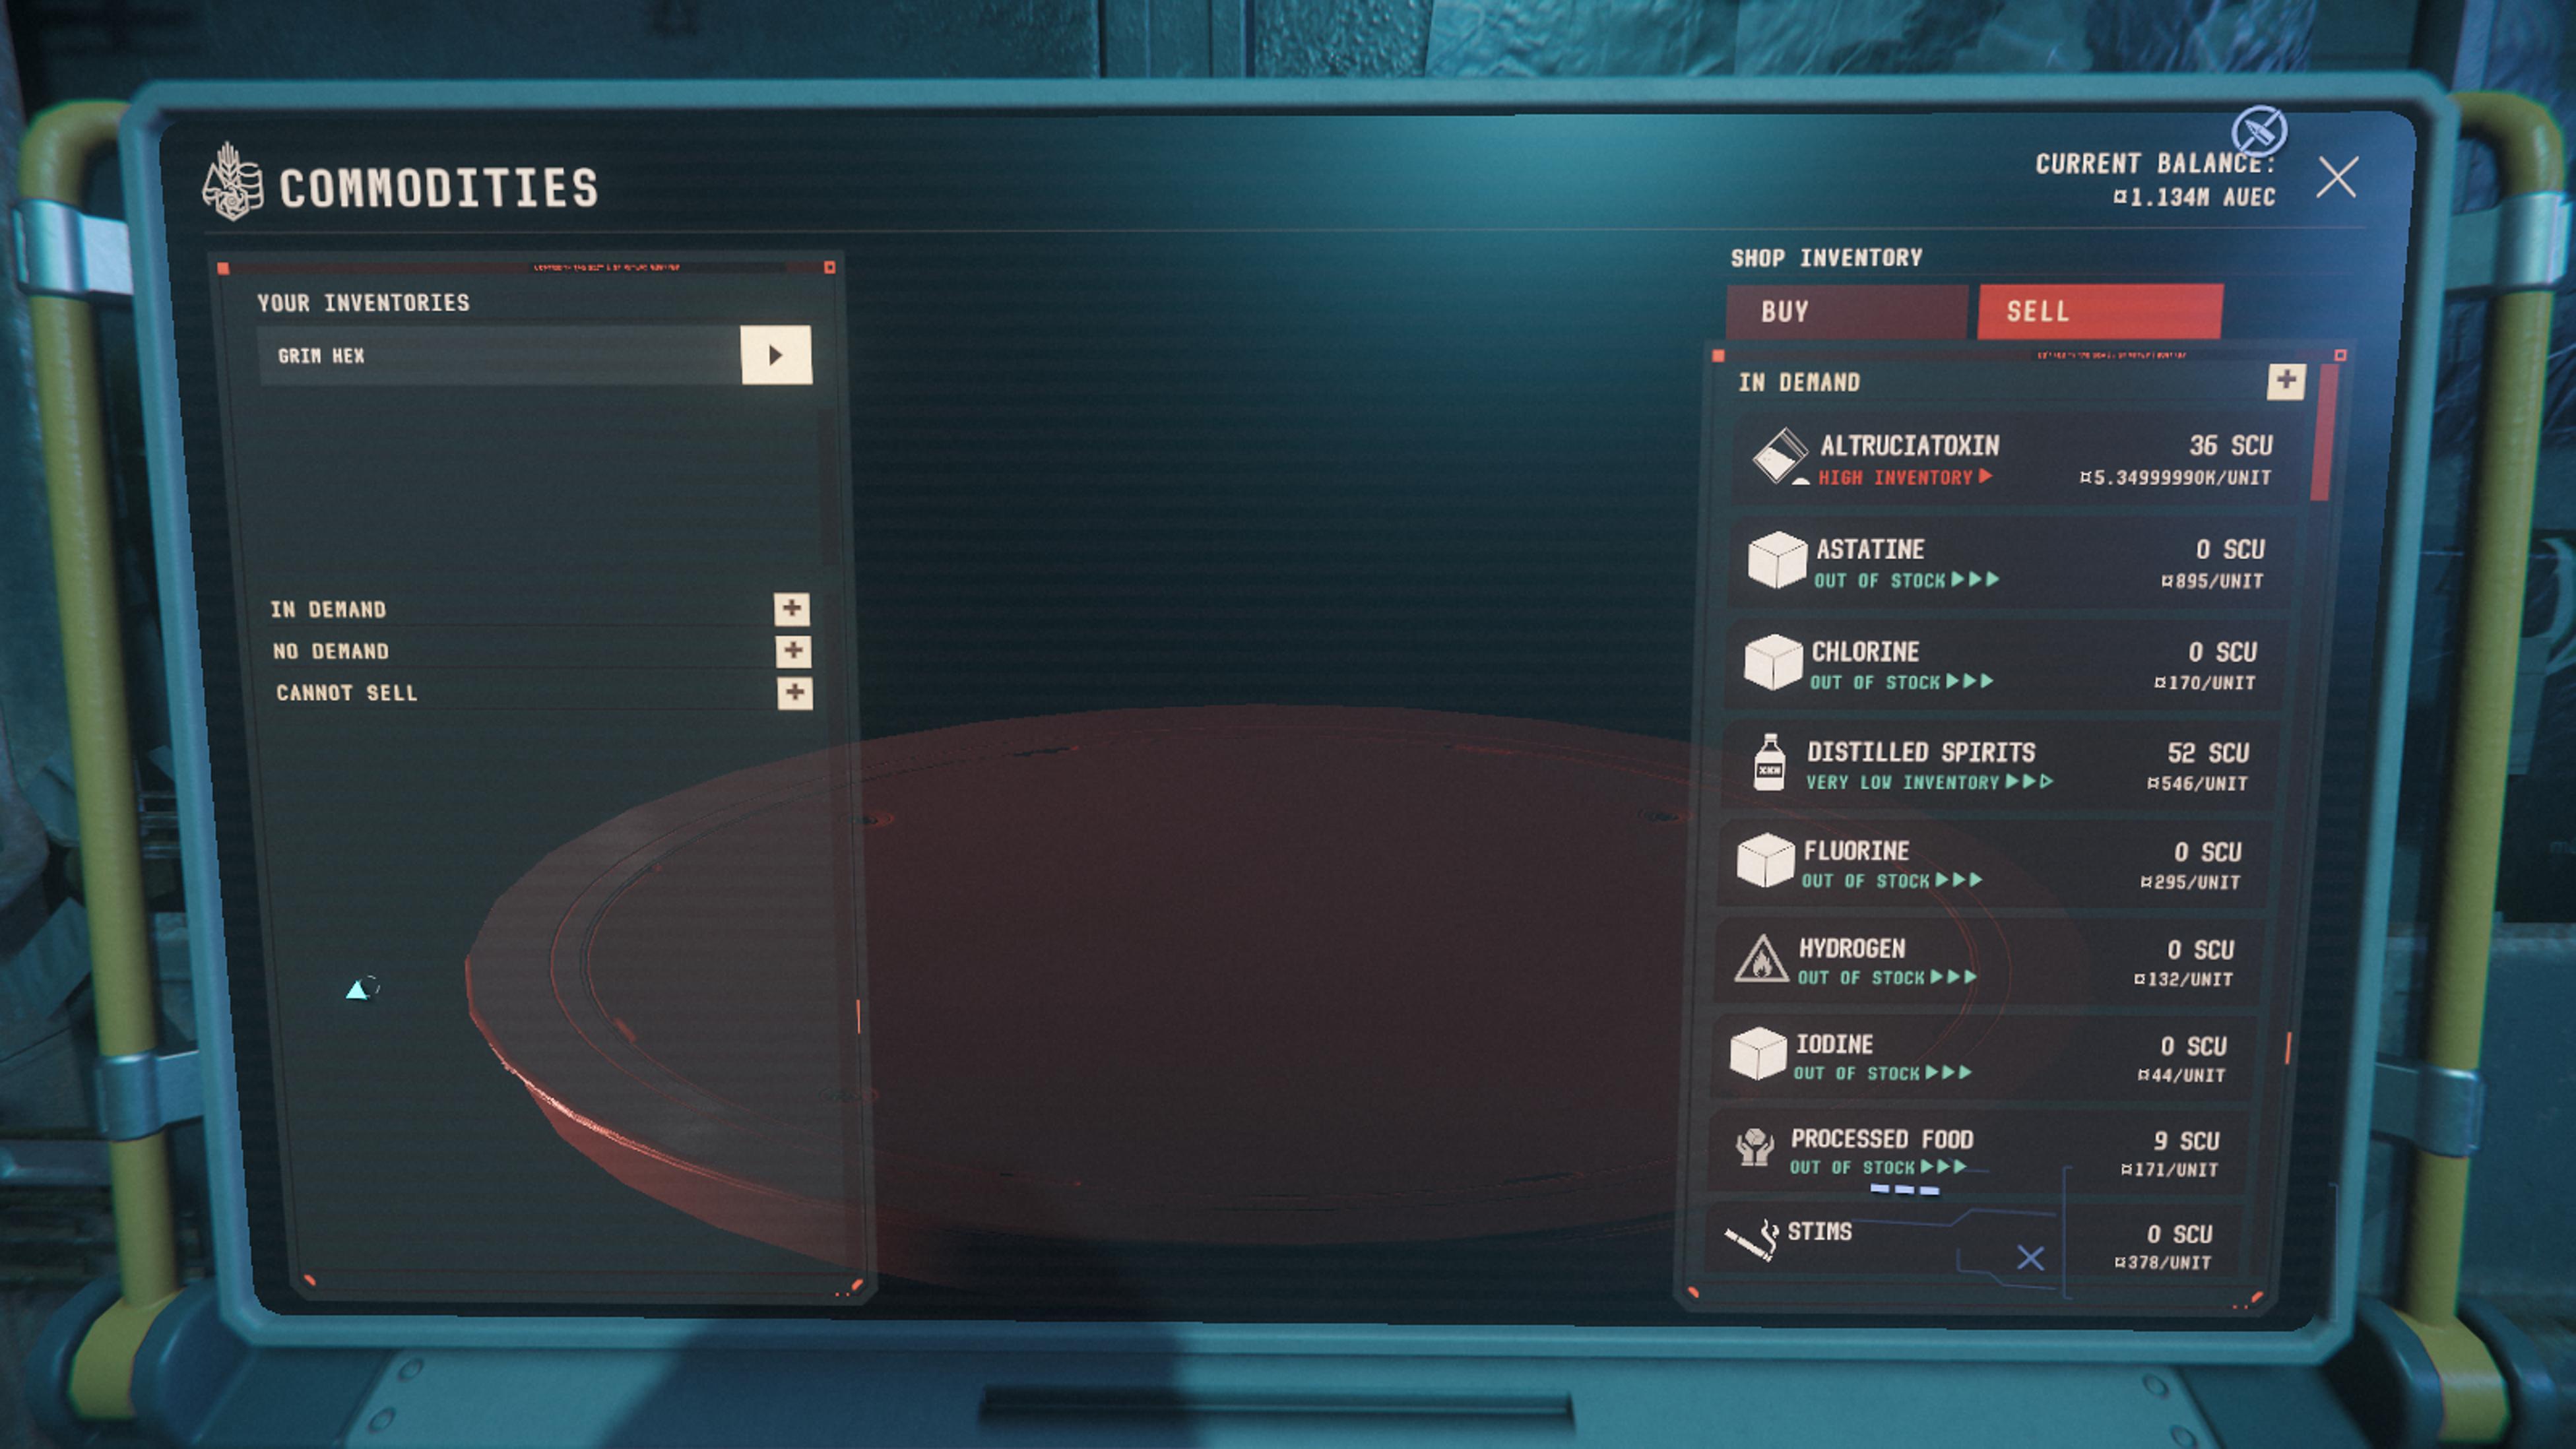 COMMODITIES
CURRENT BALANCE:
¤1.134M AUEC
YOUR INVENTORIES
GRIM HEX
IN DEMAND
NO DEMAND
CANNOT SELL
SHOP INVENTORY
BUY
SELL
IN DEMAND
ALTRUCIATOXIN 36 SCU
HIGH INVENTORY ¤5.34999990K/UNIT
ASTATINE 0 SCU
OUT OF STOCK ¤895/UNIT
CHLORINE 0 SCU
OUT OF STOCK ¤170/UNIT
DISTILLED SPIRITS 52 SCU
VERY LOW INVENTORY ¤546/UNIT
FLUORINE 0 SCU
OUT OF STOCK ¤295/UNIT
HYDROGEN 0 SCU
OUT OF STOCK ¤132/UNIT
IODINE 0 SCU
OUT OF STOCK ¤44/UNIT
PROCESSED FOOD 9 SCU
OUT OF STOCK ¤171/UNIT
STIMS 0 SCU
¤378/UNIT